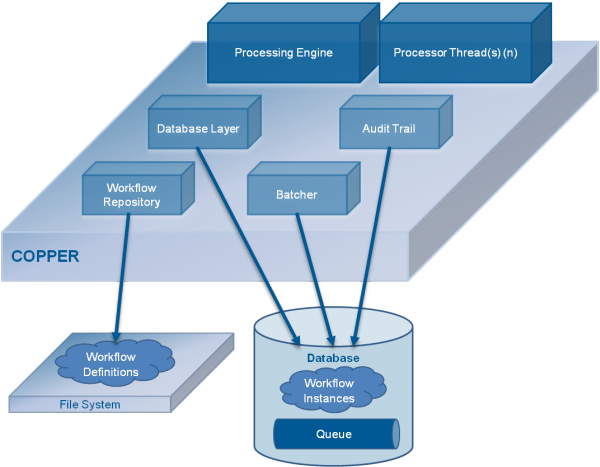 Processing Engine
Processor Thread(s) (n)
Database Layer
Audit Trail
Workflow
Repository
Batcher
COPPER
Workflow
Definitions
File System
Database
Workflow
Instances
Queue